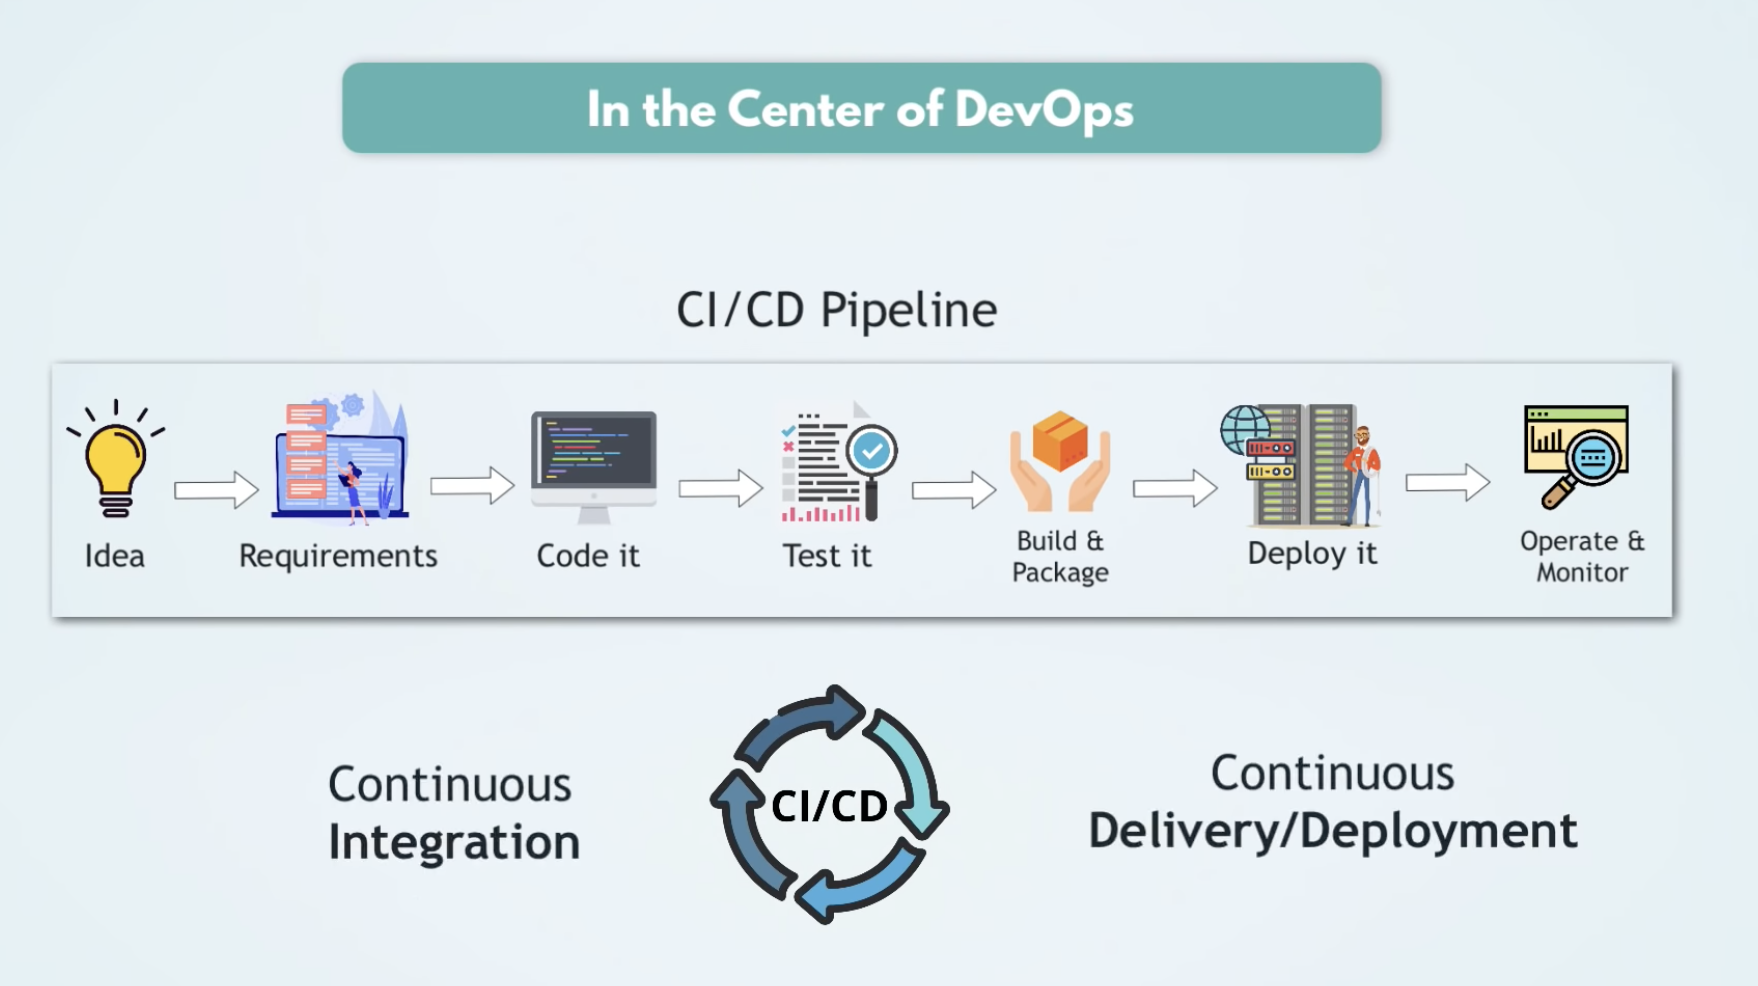 In the Center of DevOps
CI/CD Pipeline
Idea
Requirements
Code it
Test it
Build &
Package
Deploy it
Operate &
Monitor
Continuous
Integration
CI/CD
Continuous
Delivery/Deployment